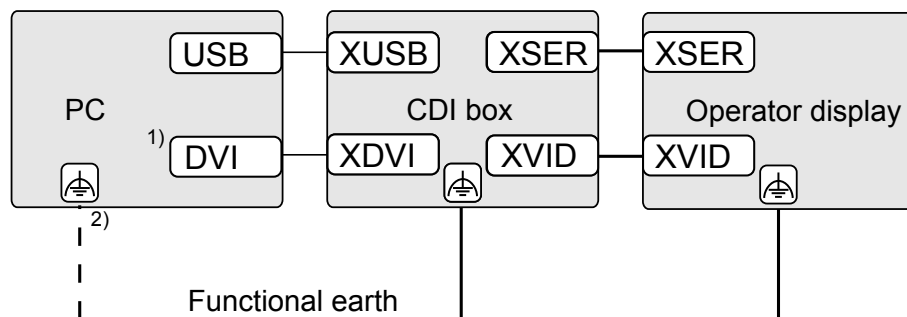 USB XUSB XSER XSER
PC CDI box Operator display
1) DVI XDVI XVID XVID
2)
Functional earth